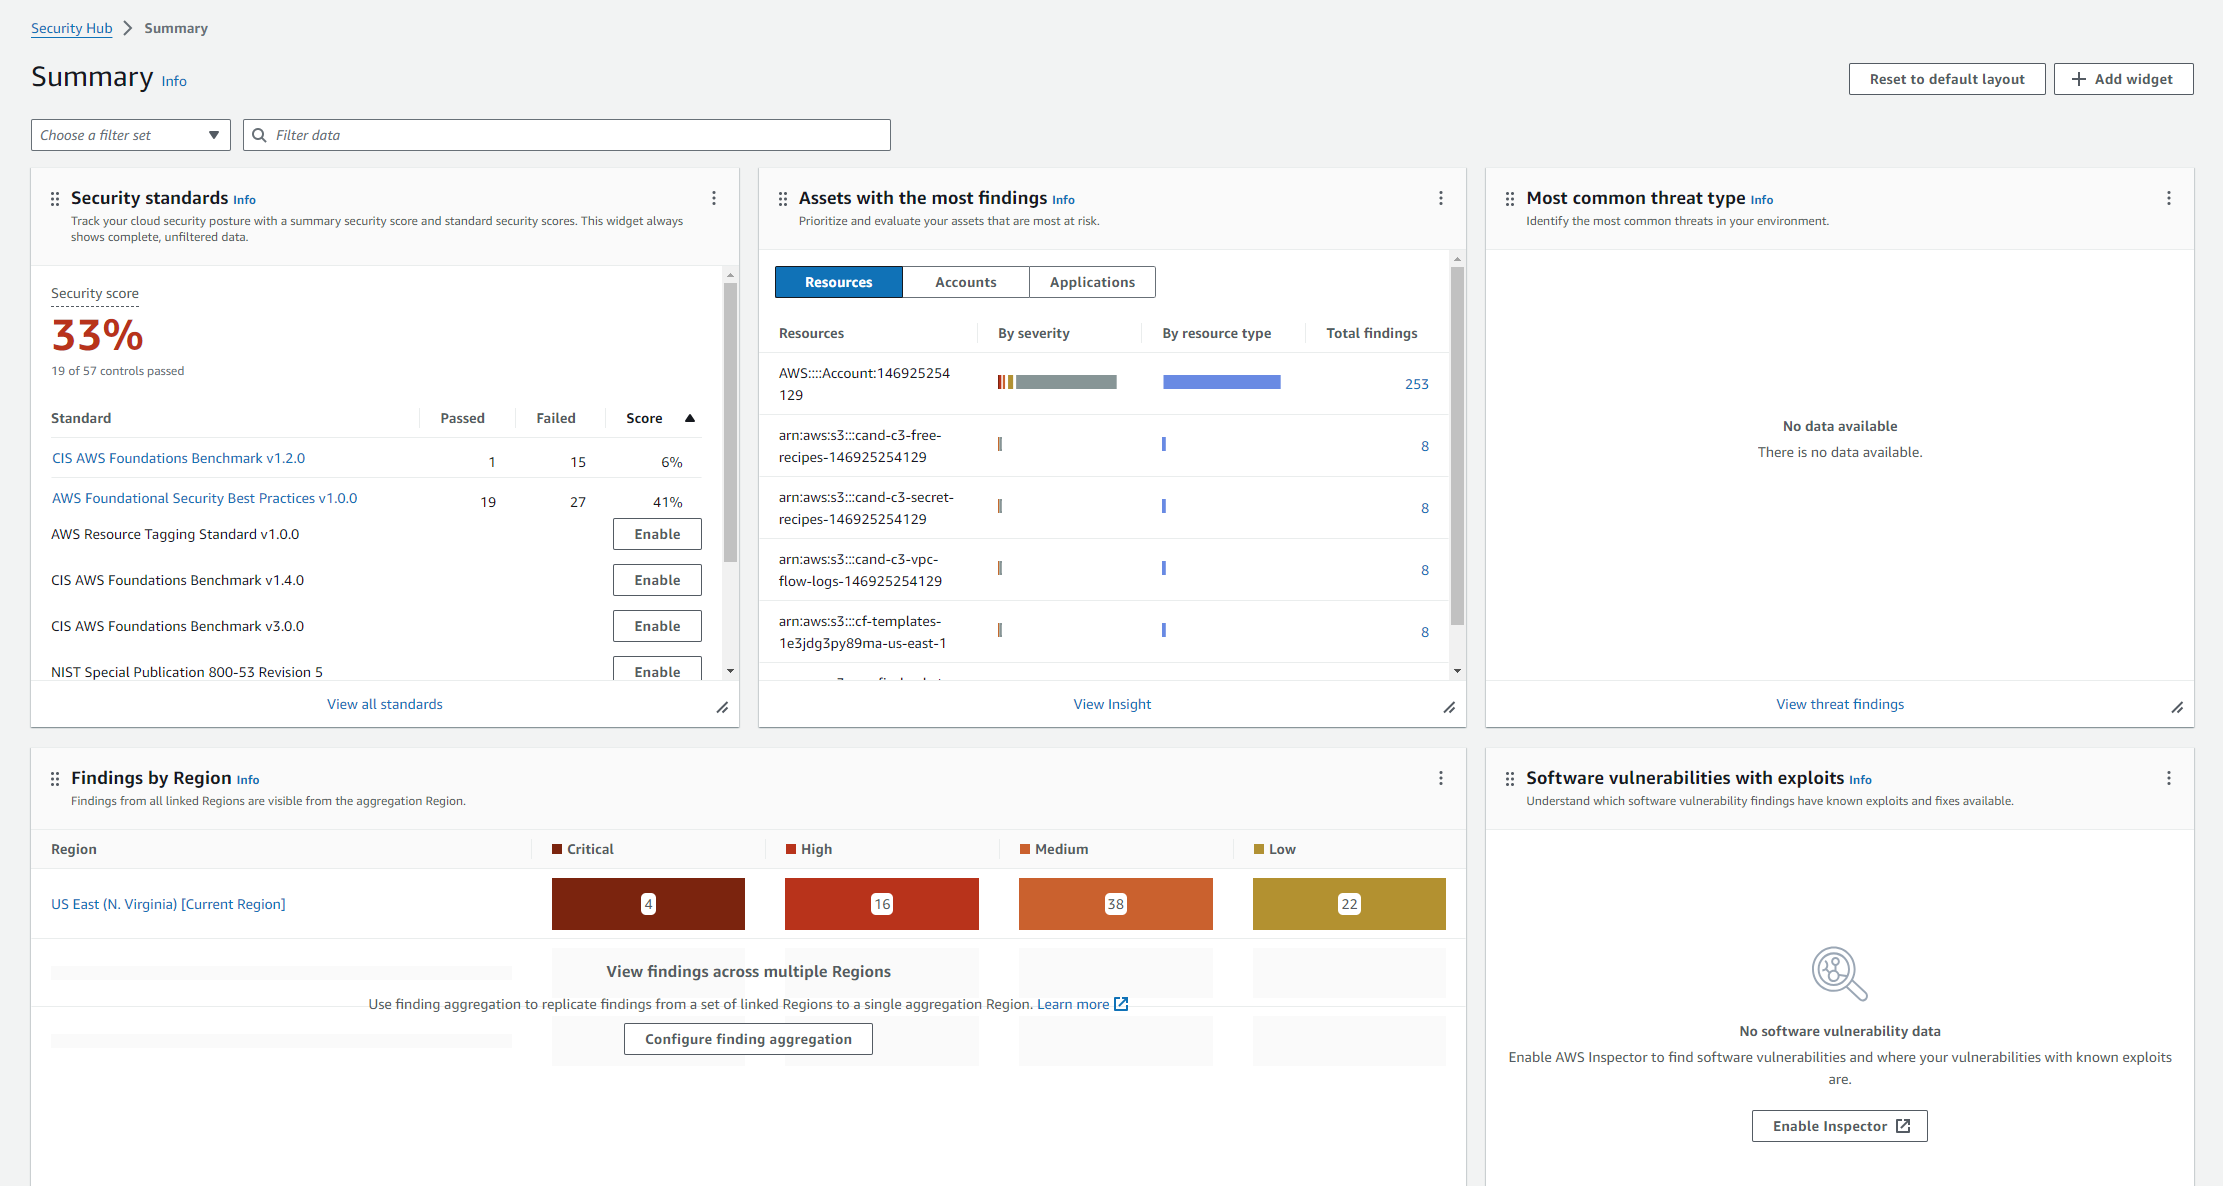 Security Hub > Summary
Summary Info
Reset to default layout
+ Add widget
Choose a filter set
Filter data
Security standards Info
Track your cloud security posture with a summary security score and standard security scores. This widget always
shows complete, unfiltered data.
Security score
33%
19 of 57 controls passed
Standard Passed Failed Score
CIS AWS Foundations Benchmark v1.2.0 1 15 6%
AWS Foundational Security Best Practices v1.0.0 19 27 41%
AWS Resource Tagging Standard v1.0.0 Enable
CIS AWS Foundations Benchmark v1.4.0 Enable
CIS AWS Foundations Benchmark v3.0.0 Enable
NIST Special Publication 800-53 Revision 5 Enable
View all standards
Assets with the most findings Info
Prioritize and evaluate your assets that are most at risk.
Resources Accounts Applications
Resources By severity By resource type Total findings
AWS::::Account:146925254
129
253
arn:aws:s3:::cand-c3-free-
recipes-146925254129
8
arn:aws:s3:::cand-c3-secret-
recipes-146925254129
8
arn:aws:s3:::cand-c3-vpc-
flow-logs-146925254129
8
arn:aws:s3:::cf-templates-
1e3jdg3py89ma-us-east-1
8
View Insight
Most common threat type Info
Identify the most common threats in your environment.
No data available
There is no data available.
View threat findings
Findings by Region Info
Findings from all linked Regions are visible from the aggregation Region.
Region Critical High Medium Low
US East (N. Virginia) [Current Region] 4 16 38 22
View findings across multiple Regions
Use finding aggregation to replicate findings from a set of linked Regions to a single aggregation Region. Learn more
Configure finding aggregation
Software vulnerabilities with exploits Info
Understand which software vulnerability findings have known exploits and fixes available.
No software vulnerability data
Enable AWS Inspector to find software vulnerabilities and where your vulnerabilities with known exploits
are.
Enable Inspector